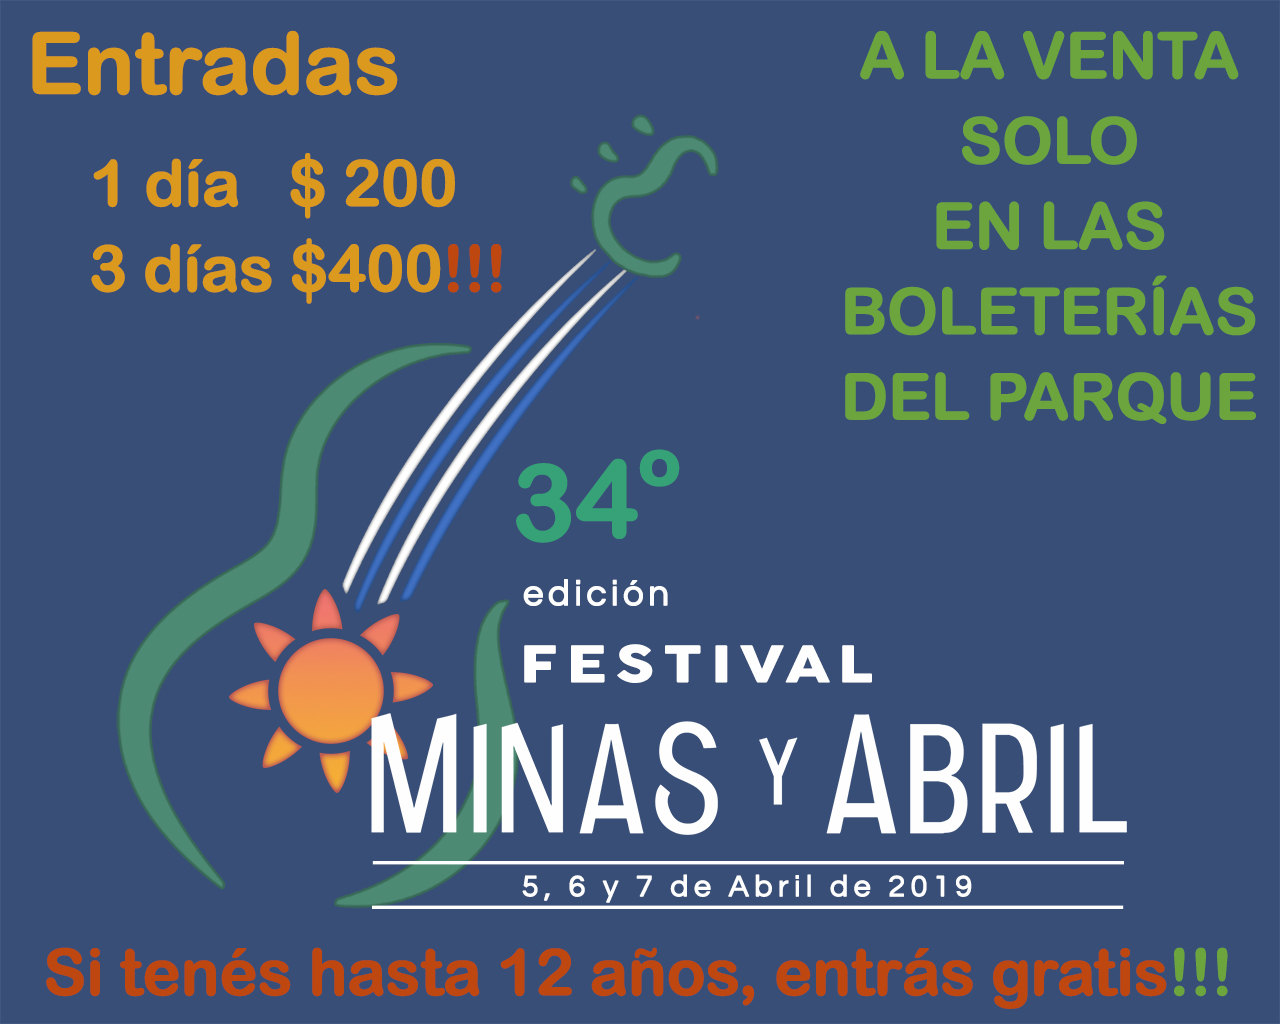 Entradas
1 día $ 200
3 días $400!!!
A LA VENTA
SOLO
EN LAS
BOLETERÍAS
DEL PARQUE
34º
edición
FESTIVAL
MINAS Y ABRIL
5, 6 y 7 de Abril de 2019
Si tenés hasta 12 años, entrás gratis!!!